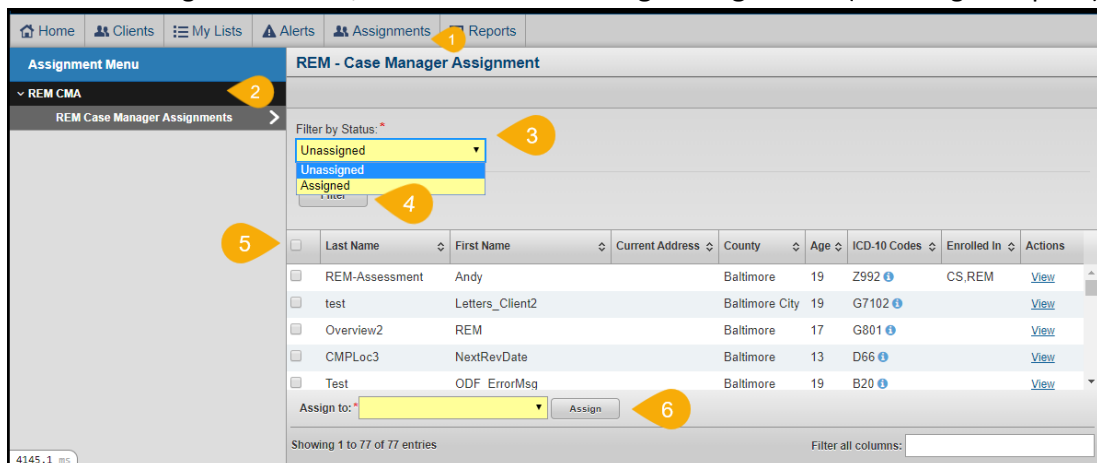 Home Clients My Lists Alerts Assignments Reports
1
Assignment Menu
REM - Case Manager Assignment
REM CMA
2
REM Case Manager Assignments
Filter by Status:*
3
Unassigned
Unassigned
Assigned
Filter
4
5
Last Name First Name Current Address County Age ICD-10 Codes Enrolled In Actions
REM-Assessment Andy Baltimore 19 Z992 CS,REM View
test Letters_Client2 Baltimore City 19 G7102 View
Overview2 REM Baltimore 17 G801 View
CMPLoc3 NextRevDate Baltimore 13 D66 View
Test ODF_ErrorMsg Baltimore 19 B20 View
Assign to:* Assign
6
Showing 1 to 77 of 77 entries Filter all columns:
4145.1 ms